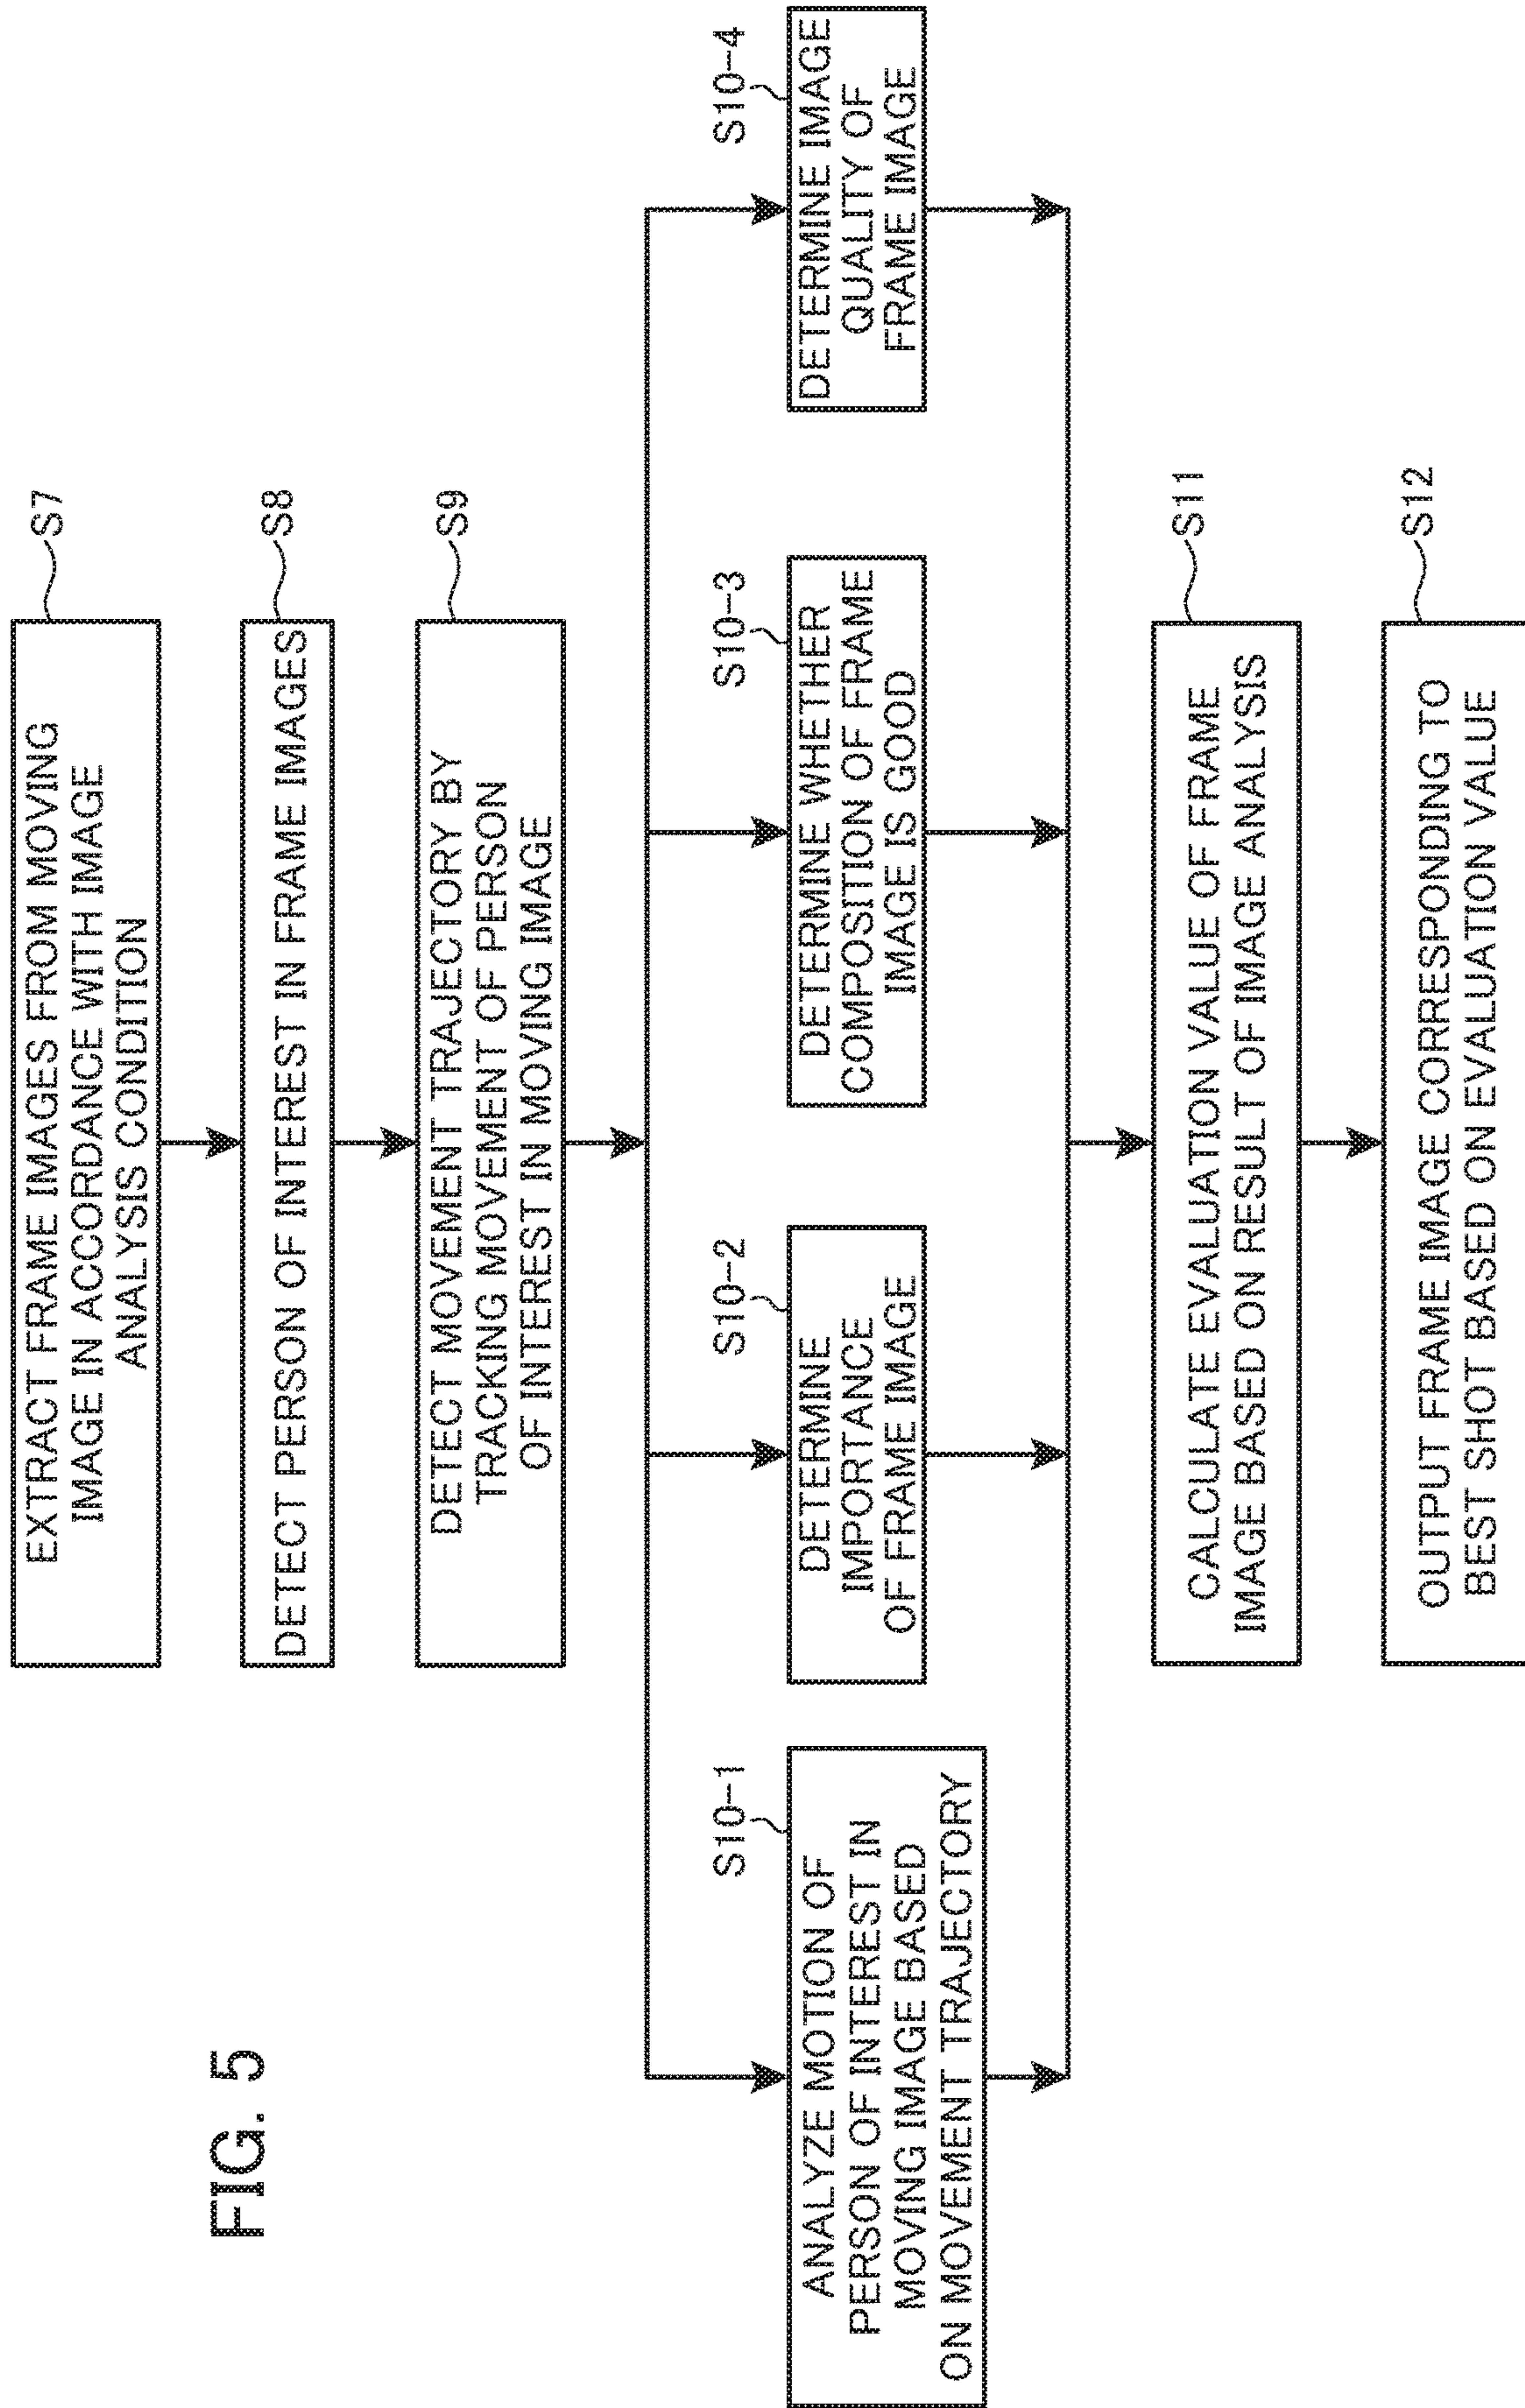 FIG. 5
EXTRACT FRAME IMAGES FROM MOVING
IMAGE IN ACCORDANCE WITH IMAGE
ANALYSIS CONDITION
S7
DETECT PERSON OF INTEREST IN FRAME IMAGES
S8
DETECT MOVEMENT TRAJECTORY BY
TRACKING MOVEMENT OF PERSON
OF INTEREST IN MOVING IMAGE
S9
S10-1
ANALYZE MOTION OF
PERSON OF INTEREST IN
MOVING IMAGE BASED
ON MOVEMENT TRAJECTORY
S10-2
DETERMINE
IMPORTANCE
OF FRAME IMAGE
S10-3
DETERMINE WHETHER
COMPOSITION OF FRAME
IMAGE IS GOOD
S10-4
DETERMINE IMAGE
QUALITY OF
FRAME IMAGE
CALCULATE EVALUATION VALUE OF FRAME
IMAGE BASED ON RESULT OF IMAGE ANALYSIS
S11
OUTPUT FRAME IMAGE CORRESPONDING TO
BEST SHOT BASED ON EVALUATION VALUE
S12